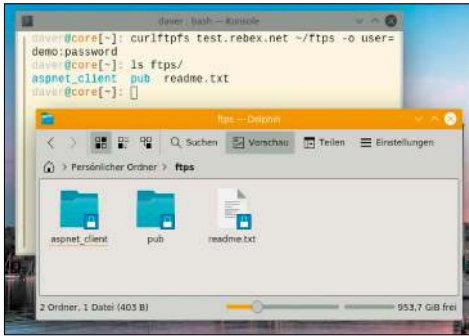 daver : bash — Konsole
daver@core[~]: curlftpfs test.rebex.net ~/ftps -o user=
demo:password
daver@core[~]: ls ftps/
aspnet_client pub readme.txt
daver@core[~]:
ftps — Dolphin
Suchen Vorschau Teilen Einstellungen
> Persönlicher Ordner > ftps
aspnet_client pub readme.txt
2 Ordner, 1 Datei (403 B) 953,7 GiB frei